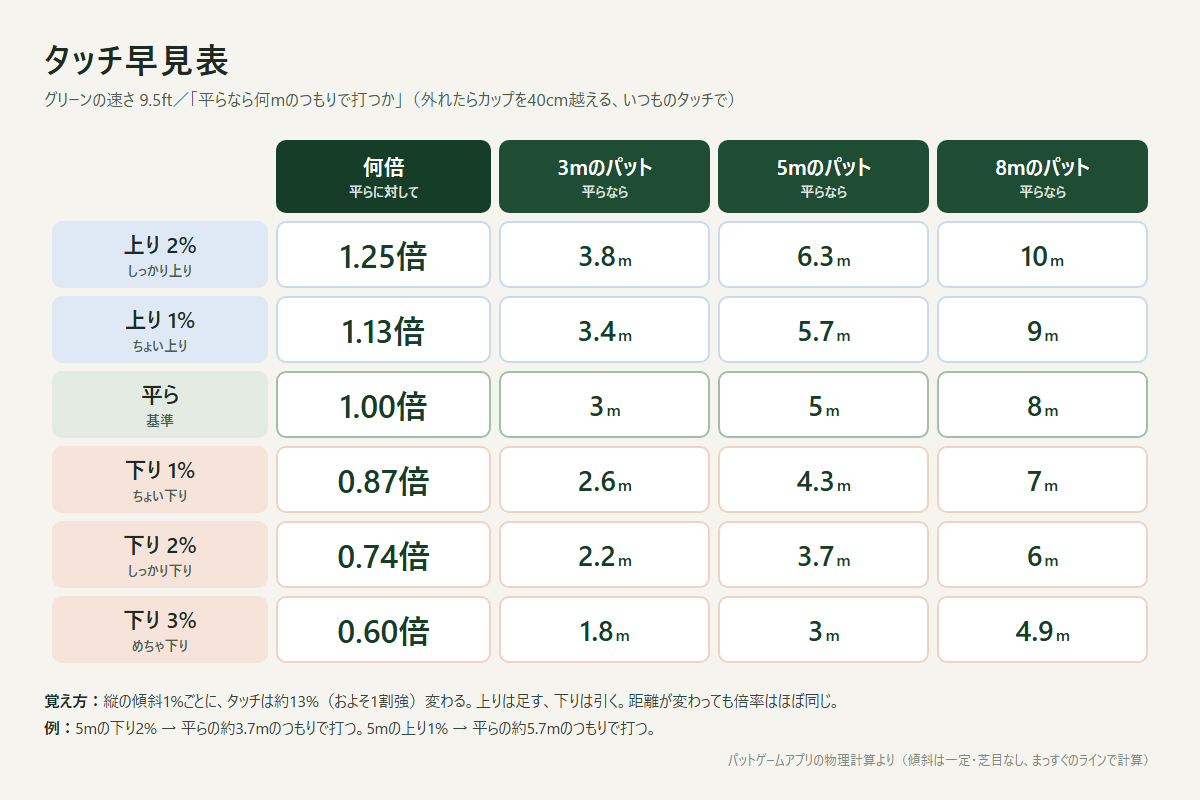 タッチ早見表
グリーンの速さ 9.5ft／「平らなら何mのつもりで打つか」（外れたらカップを40cm越える、いつものタッチで）
何倍 3mのパット 5mのパット 8mのパット
平らに対して 平らなら 平らなら 平らなら
上り 2%
しっかり上り
1.25倍 3.8m 6.3m 10m
上り 1%
ちょい上り
1.13倍 3.4m 5.7m 9m
平ら
基準
1.00倍 3m 5m 8m
下り 1%
ちょい下り
0.87倍 2.6m 4.3m 7m
下り 2%
しっかり下り
0.74倍 2.2m 3.7m 6m
下り 3%
めちゃ下り
0.60倍 1.8m 3m 4.9m
覚え方：縦の傾斜1%ごとに、タッチは約13%（およそ1割強）変わる。上りは足す、下りは引く。距離が変わっても倍率はほぼ同じ。
例：5mの下り2% → 平らの約3.7mのつもりで打つ。5mの上り1% → 平らの約5.7mのつもりで打つ。
パットゲームアプリの物理計算より（傾斜は一定・芝目なし、まっすぐのラインで計算）